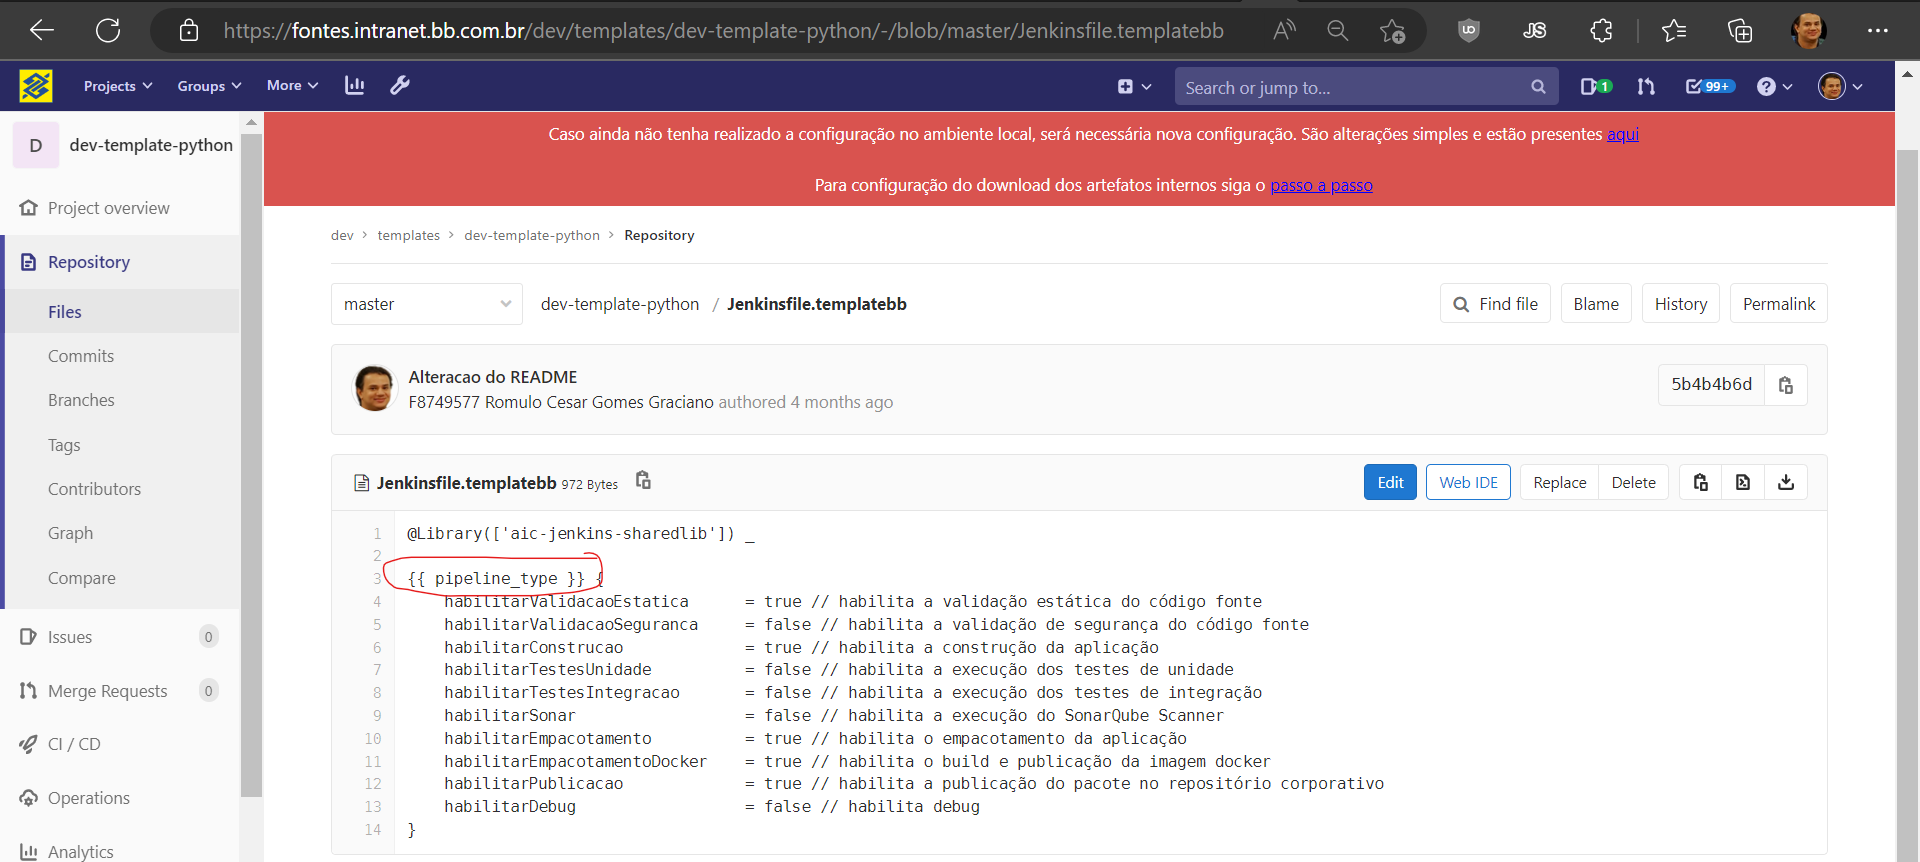 https://fontes.intranet.bb.com.br/dev/templates/dev-template-python/-/blob/master/Jenkinsfile.templatebb
Projects Groups More Search or jump to... 1 99+
D dev-template-python
Project overview
Repository
Files
Commits
Branches
Tags
Contributors
Graph
Compare
Issues 0
Merge Requests 0
CI / CD
Operations
Analytics
Caso ainda não tenha realizado a configuração no ambiente local, será necessária nova configuração. São alterações simples e estão presentes aqui
Para configuração do download dos artefatos internos siga o passo a passo
dev > templates > dev-template-python > Repository
master dev-template-python / Jenkinsfile.templatebb Find file Blame History Permalink
Alteracao do README
F8749577 Romulo Cesar Gomes Graciano authored 4 months ago
5b4b4b6d
Jenkinsfile.templatebb 972 Bytes Edit Web IDE Replace Delete
1 @Library(['aic-jenkins-sharedlib']) _
2
3 {{ pipeline_type }} {
4 habilitarValidacaoEstatica = true // habilita a validação estática do código fonte
5 habilitarValidacaoSeguranca = false // habilita a validação de segurança do código fonte
6 habilitarConstrucao = true // habilita a construção da aplicação
7 habilitarTestesUnidade = false // habilita a execução dos testes de unidade
8 habilitarTestesIntegracao = false // habilita a execução dos testes de integração
9 habilitarSonar = false // habilita a execução do SonarQube Scanner
10 habilitarEmpacotamento = true // habilita o empacotamento da aplicação
11 habilitarEmpacotamentoDocker = true // habilita o build e publicação da imagem docker
12 habilitarPublicacao = true // habilita a publicação do pacote no repositório corporativo
13 habilitarDebug = false // habilita debug
14 }